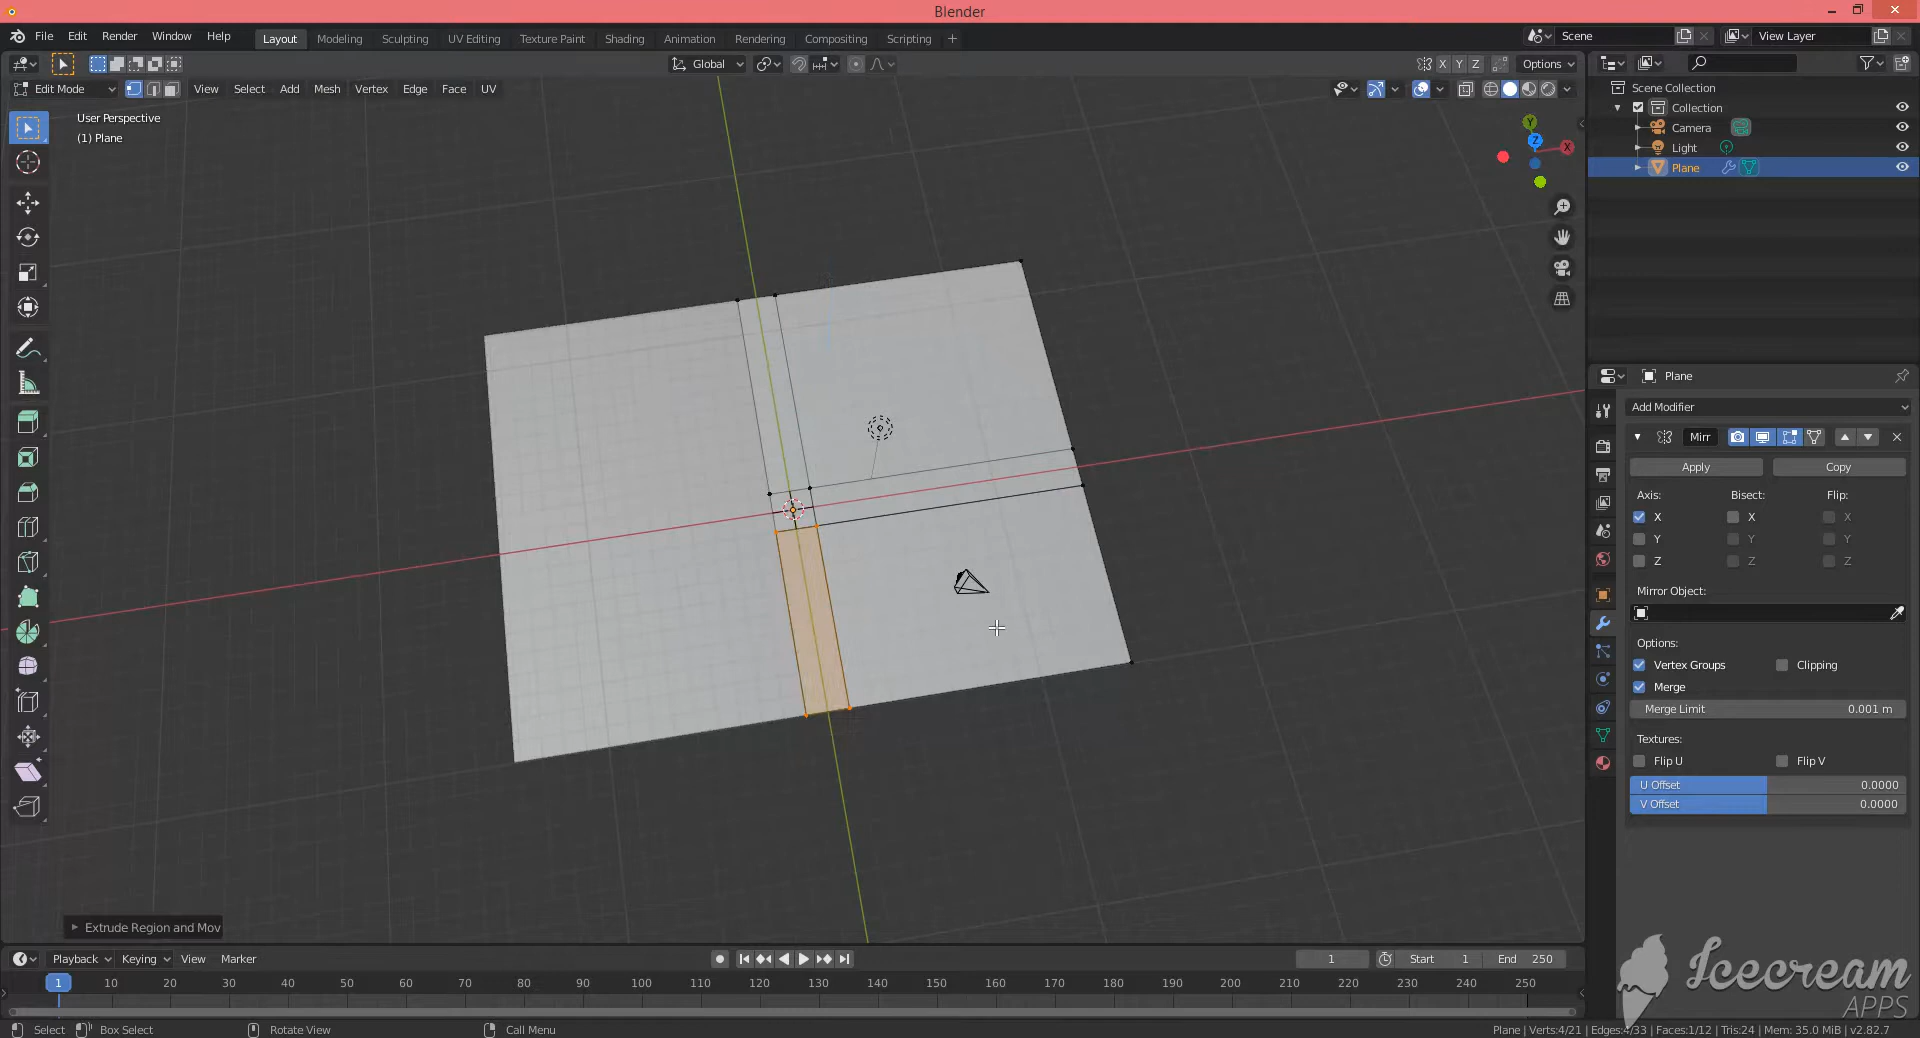 Blender
File Edit Render Window Help Layout Modeling Sculpting UV Editing Texture Paint Shading Animation Rendering Compositing Scripting + Scene View Layer
Global X Y Z Options
Edit Mode View Select Add Mesh Vertex Edge Face UV
User Perspective
(1) Plane
Y
Z
X
Scene Collection
Collection
Camera
Light
Plane
Plane
Add Modifier
Mirr
Apply Copy
Axis: Bisect: Flip:
X X X
Y Y Y
Z Z Z
Mirror Object:
Options:
Vertex Groups Clipping
Merge
Merge Limit 0.001 m
Textures:
Flip U Flip V
U Offset 0.0000
V Offset 0.0000
Extrude Region and Mov
Playback Keying View Marker 1 Start 1 End 250
1 10 20 30 40 50 60 70 80 90 100 110 120 130 140 150 160 170 180 190 200 210 220 230 240 250
Icecream
APPS
Select Box Select Rotate View Call Menu Plane | Verts:4/21 | Edges:4/33 | Faces:1/12 | Tris:24 | Mem: 35.0 MiB | v2.82.7